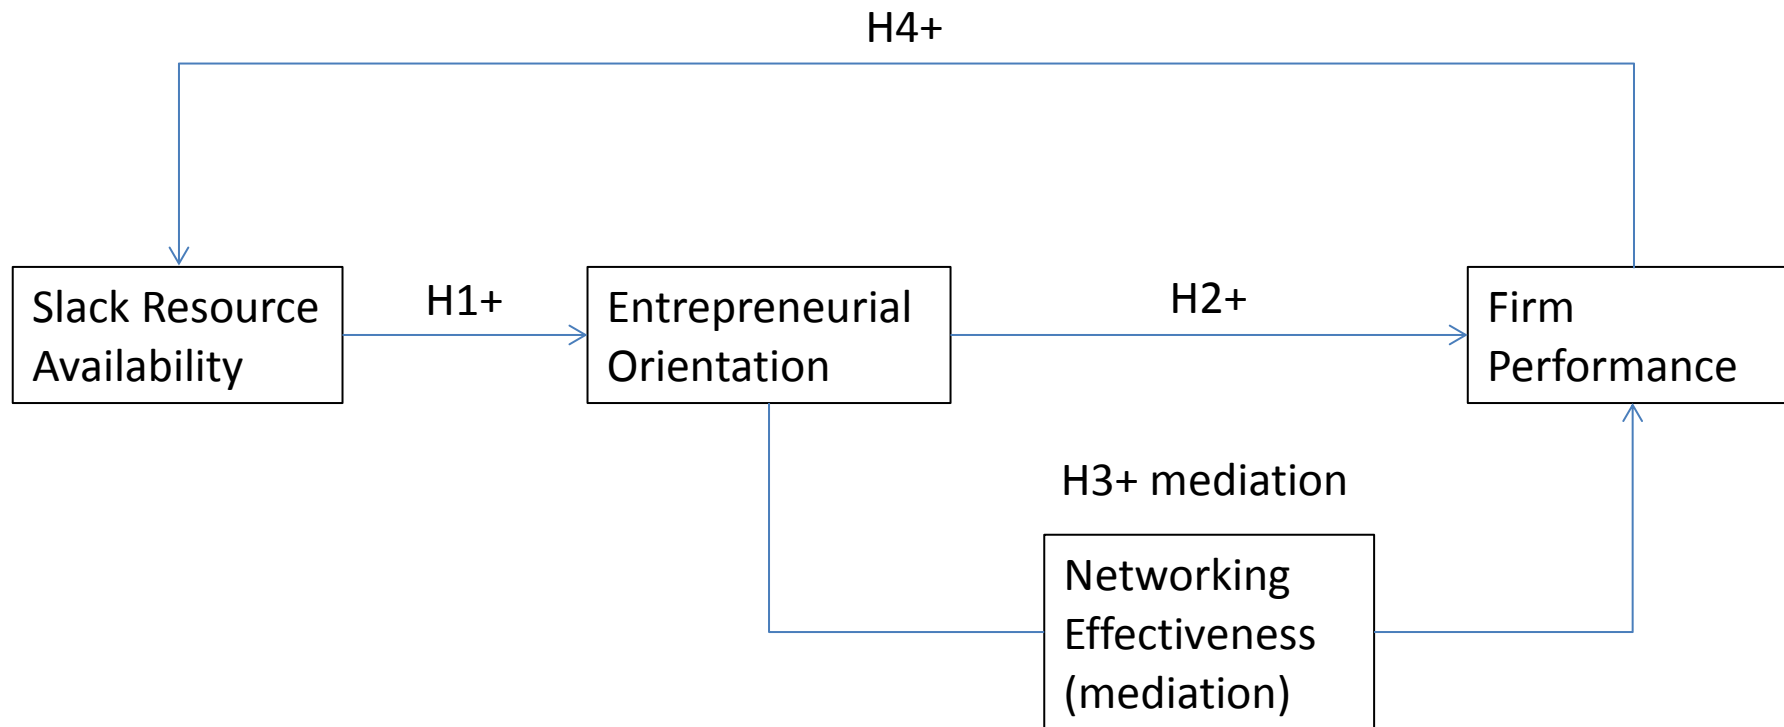 H4+
Slack Resource
Availability
H1+
Entrepreneurial
Orientation
H2+
Firm
Performance
H3+ mediation
Networking
Effectiveness
(mediation)